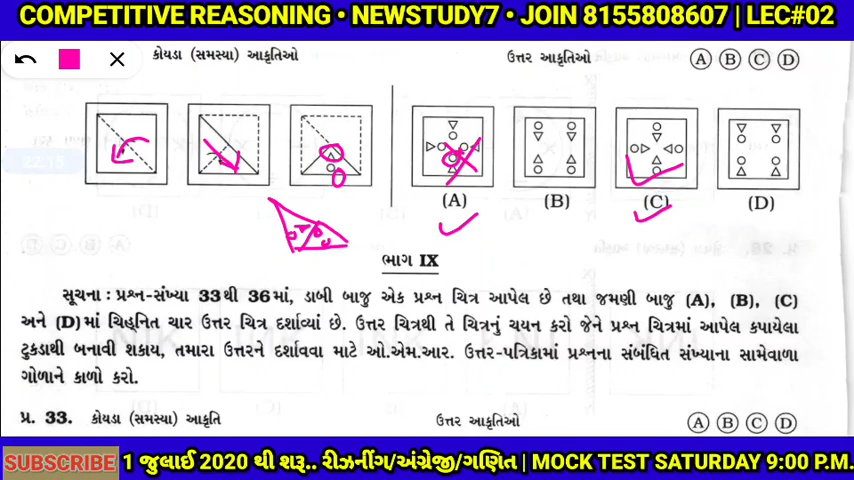 COMPETITIVE REASONING • NEWSTUDY7 • JOIN 8155808607 | LEC#02
કોયડા (સમસ્યા) આકૃતિઓ ઉત્તર આકૃતિઓ A B C D
(A) (B) (C) (D)
ભાગ IX
સૂચના : પ્રશ્ન-સંખ્યા 33થી 36માં, ડાબી બાજુ એક પ્રશ્ન ચિત્ર આપેલ છે તથા જમણી બાજુ (A), (B), (C)
અને (D)માં ચિહ્નિત ચાર ઉત્તર ચિત્ર દર્શાવ્યાં છે. ઉત્તર ચિત્રથી તે ચિત્રનું ચયન કરો જેને પ્રશ્ન ચિત્રમાં આપેલ કપાયેલા
ટુકડાથી બનાવી શકાય, તમારા ઉત્તરને દર્શાવવા માટે ઓ.એમ.આર. ઉત્તર-પત્રિકામાં પ્રશ્નના સંબંધિત સંખ્યાના સામેવાળા
ગોળાને કાળો કરો.
પ્ર. 33. કોયડા (સમસ્યા) આકૃતિ ઉત્તર આકૃતિઓ A B C D
SUBSCRIBE 1 જુલાઈ 2020 થી શરૂ.. રીઝનીંગ/અંગ્રેજી/ગણિત | MOCK TEST SATURDAY 9:00 P.M.